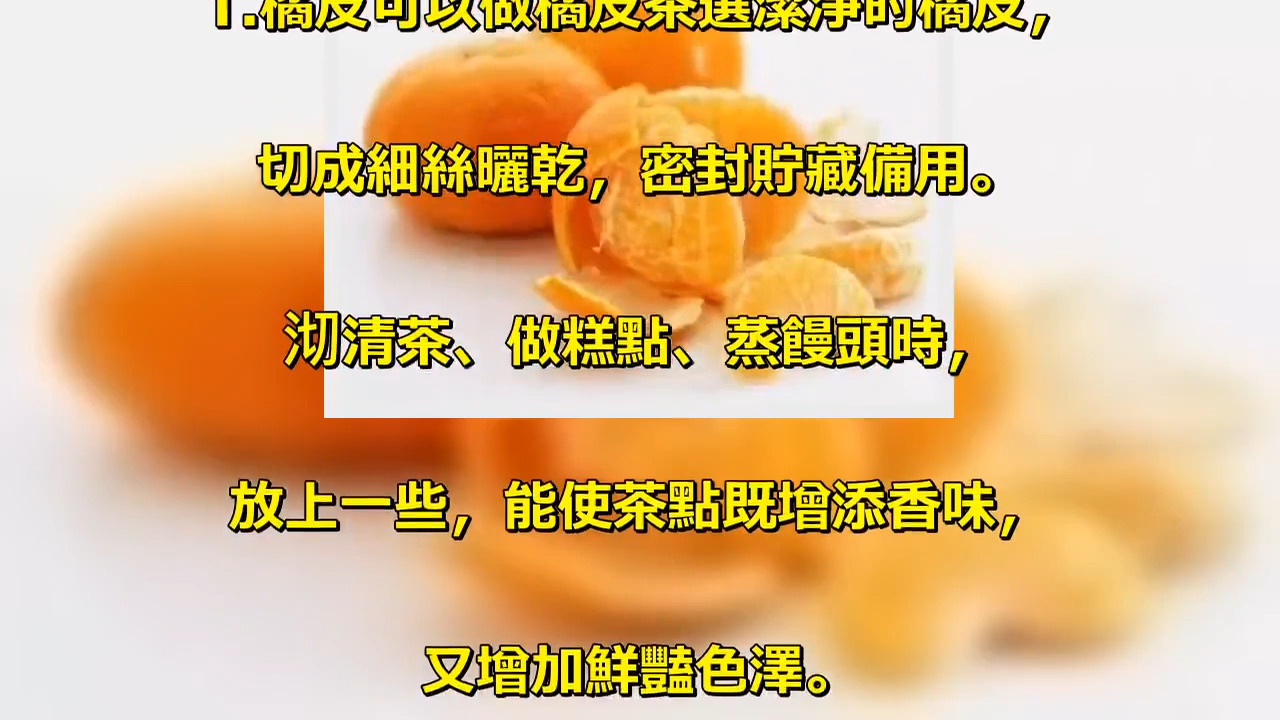 1.橘皮可以做橘皮茶選潔淨的橘皮，
切成細絲曬乾，密封貯藏備用。
沏清茶、做糕點、蒸饅頭時，
放上一些，能使茶點既增添香味，
又增加鮮豔色澤。